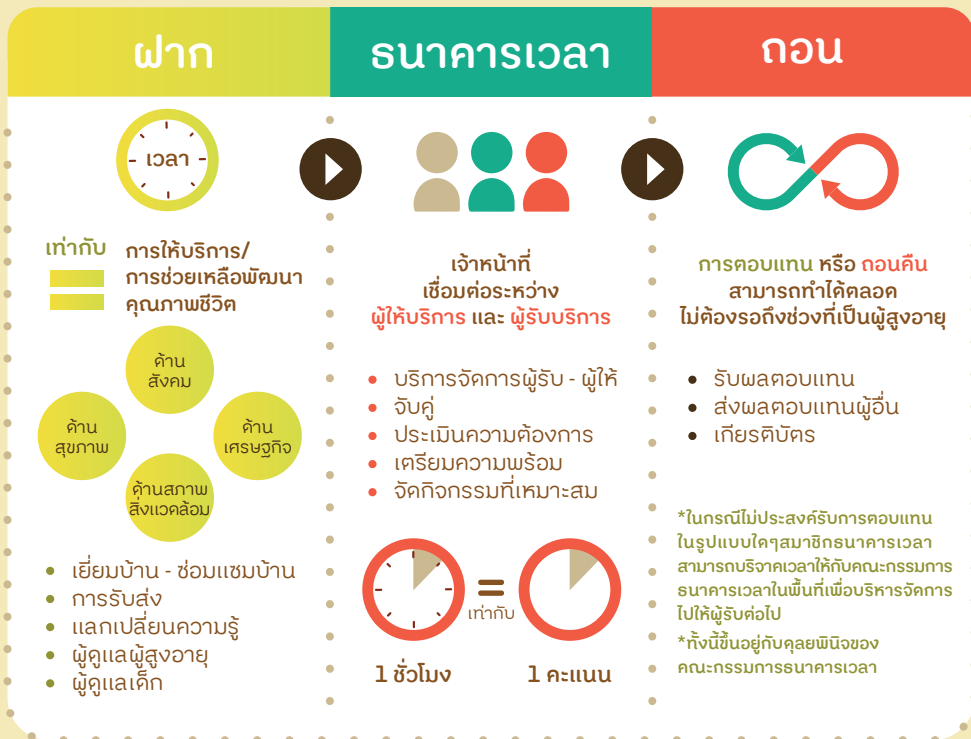 ฝาก
เวลา
เท่ากับ
การให้บริการ/
การช่วยเหลือพัฒนา
คุณภาพชีวิต
ด้าน
สังคม
ด้าน
สุขภาพ
ด้าน
เศรษฐกิจ
ด้านสภาพ
สิ่งแวดล้อม
เยี่ยมบ้าน - ซ่อมแซมบ้าน
การรับส่ง
แลกเปลี่ยนความรู้
ผู้ดูแลผู้สูงอายุ
ผู้ดูแลเด็ก
ธนาคารเวลา
เจ้าหน้าที่
เชื่อมต่อระหว่าง
ผู้ให้บริการ และ ผู้รับบริการ
บริการจัดการผู้รับ - ผู้ให้
จับคู่
ประเมินความต้องการ
เตรียมความพร้อม
จัดกิจกรรมที่เหมาะสม
=
เท่ากับ
1 ชั่วโมง
1 คะแนน
ถอน
การตอบแทน หรือ ถอนคืน
สามารถทำได้ตลอด
ไม่ต้องรอถึงช่วงที่เป็นผู้สูงอายุ
รับผลตอบแทน
ส่งผลตอบแทนผู้อื่น
เกียรติบัตร
*ในกรณีไม่ประสงค์รับการตอบแทน
ในรูปแบบใดๆสมาชิกธนาคารเวลา
สามารถบริจาคเวลาให้กับคณะกรรมการ
ธนาคารเวลาในพื้นที่เพื่อบริหารจัดการ
ไปให้ผู้รับต่อไป
*ทั้งนี้ขึ้นอยู่กับดุลยพินิจของ
คณะกรรมการธนาคารเวลา